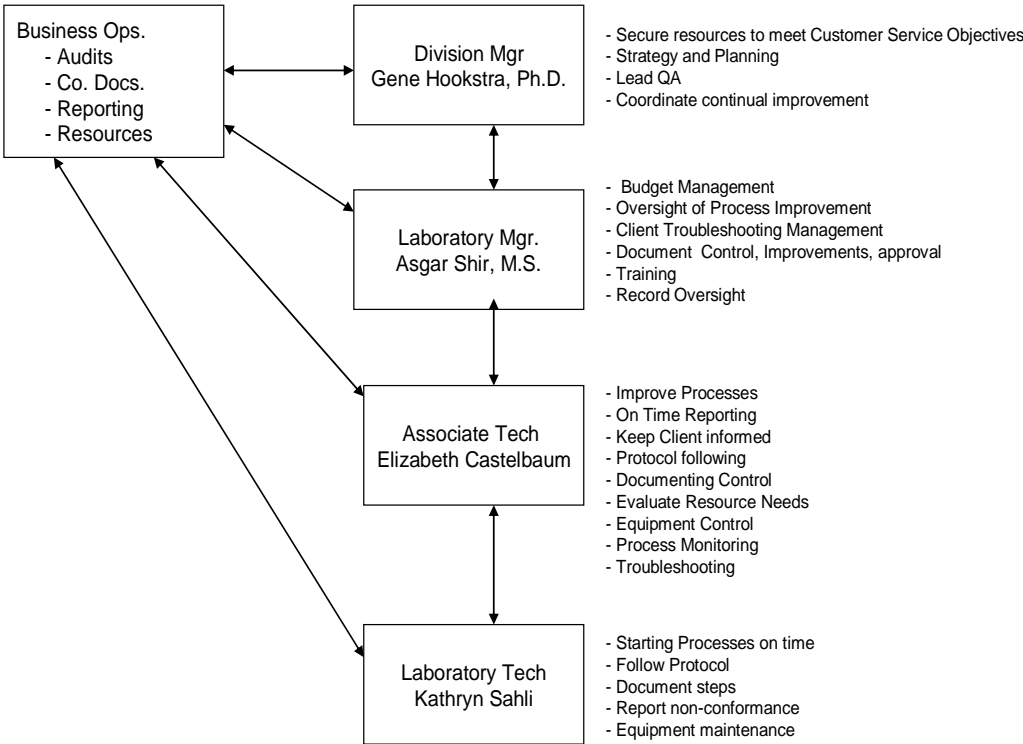 Business Ops.
- Audits
- Co. Docs.
- Reporting
- Resources
Division Mgr
Gene Hookstra, Ph.D.
- Secure resources to meet Customer Service Objectives
- Strategy and Planning
- Lead QA
- Coordinate continual improvement
Laboratory Mgr.
Asgar Shir, M.S.
- Budget Management
- Oversight of Process Improvement
- Client Troubleshooting Management
- Document Control, Improvements, approval
- Training
- Record Oversight
Associate Tech
Elizabeth Castelbaum
- Improve Processes
- On Time Reporting
- Keep Client informed
- Protocol following
- Documenting Control
- Evaluate Resource Needs
- Equipment Control
- Process Monitoring
- Troubleshooting
Laboratory Tech
Kathryn Sahli
- Starting Processes on time
- Follow Protocol
- Document steps
- Report non-conformance
- Equipment maintenance